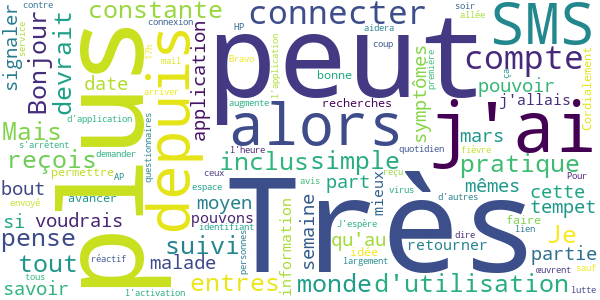 contre
connexion
soir
allée
signaler
service
constante
connecter
HP
aidera
coup
SMS
Bonjour
devrait
12h
Bravo
mail
première
ça
peut
compte
plus
depuis
application
l'application
date
bonne
symptômes
pouvoir
cordialement
d'application
arriver
augmente
recherches
j'allais
Mais
s'arrêtent
demander
questionnaires
alors
quotidien
mars
fièvre
j'ai
reçois
permettre
l'heure
inclus
simple
pratique
Pour
bout
avancer
AP
ceux
espace
avis
reçu
virus
mêmes
d'autres
cette
si
voudrais
moyen
pouvons
identifiant
Très
part
mieux
J'espère
faire
tempet
lien
pense
suivi
personnes
information
semaine
qu'au
idée
largement
dire
retourner
Je
partie
œuvrent
sauf
tout
réactif
malade
tous
savoir
l'activation
entres
monde
d'utilisation
lutte
envoyé